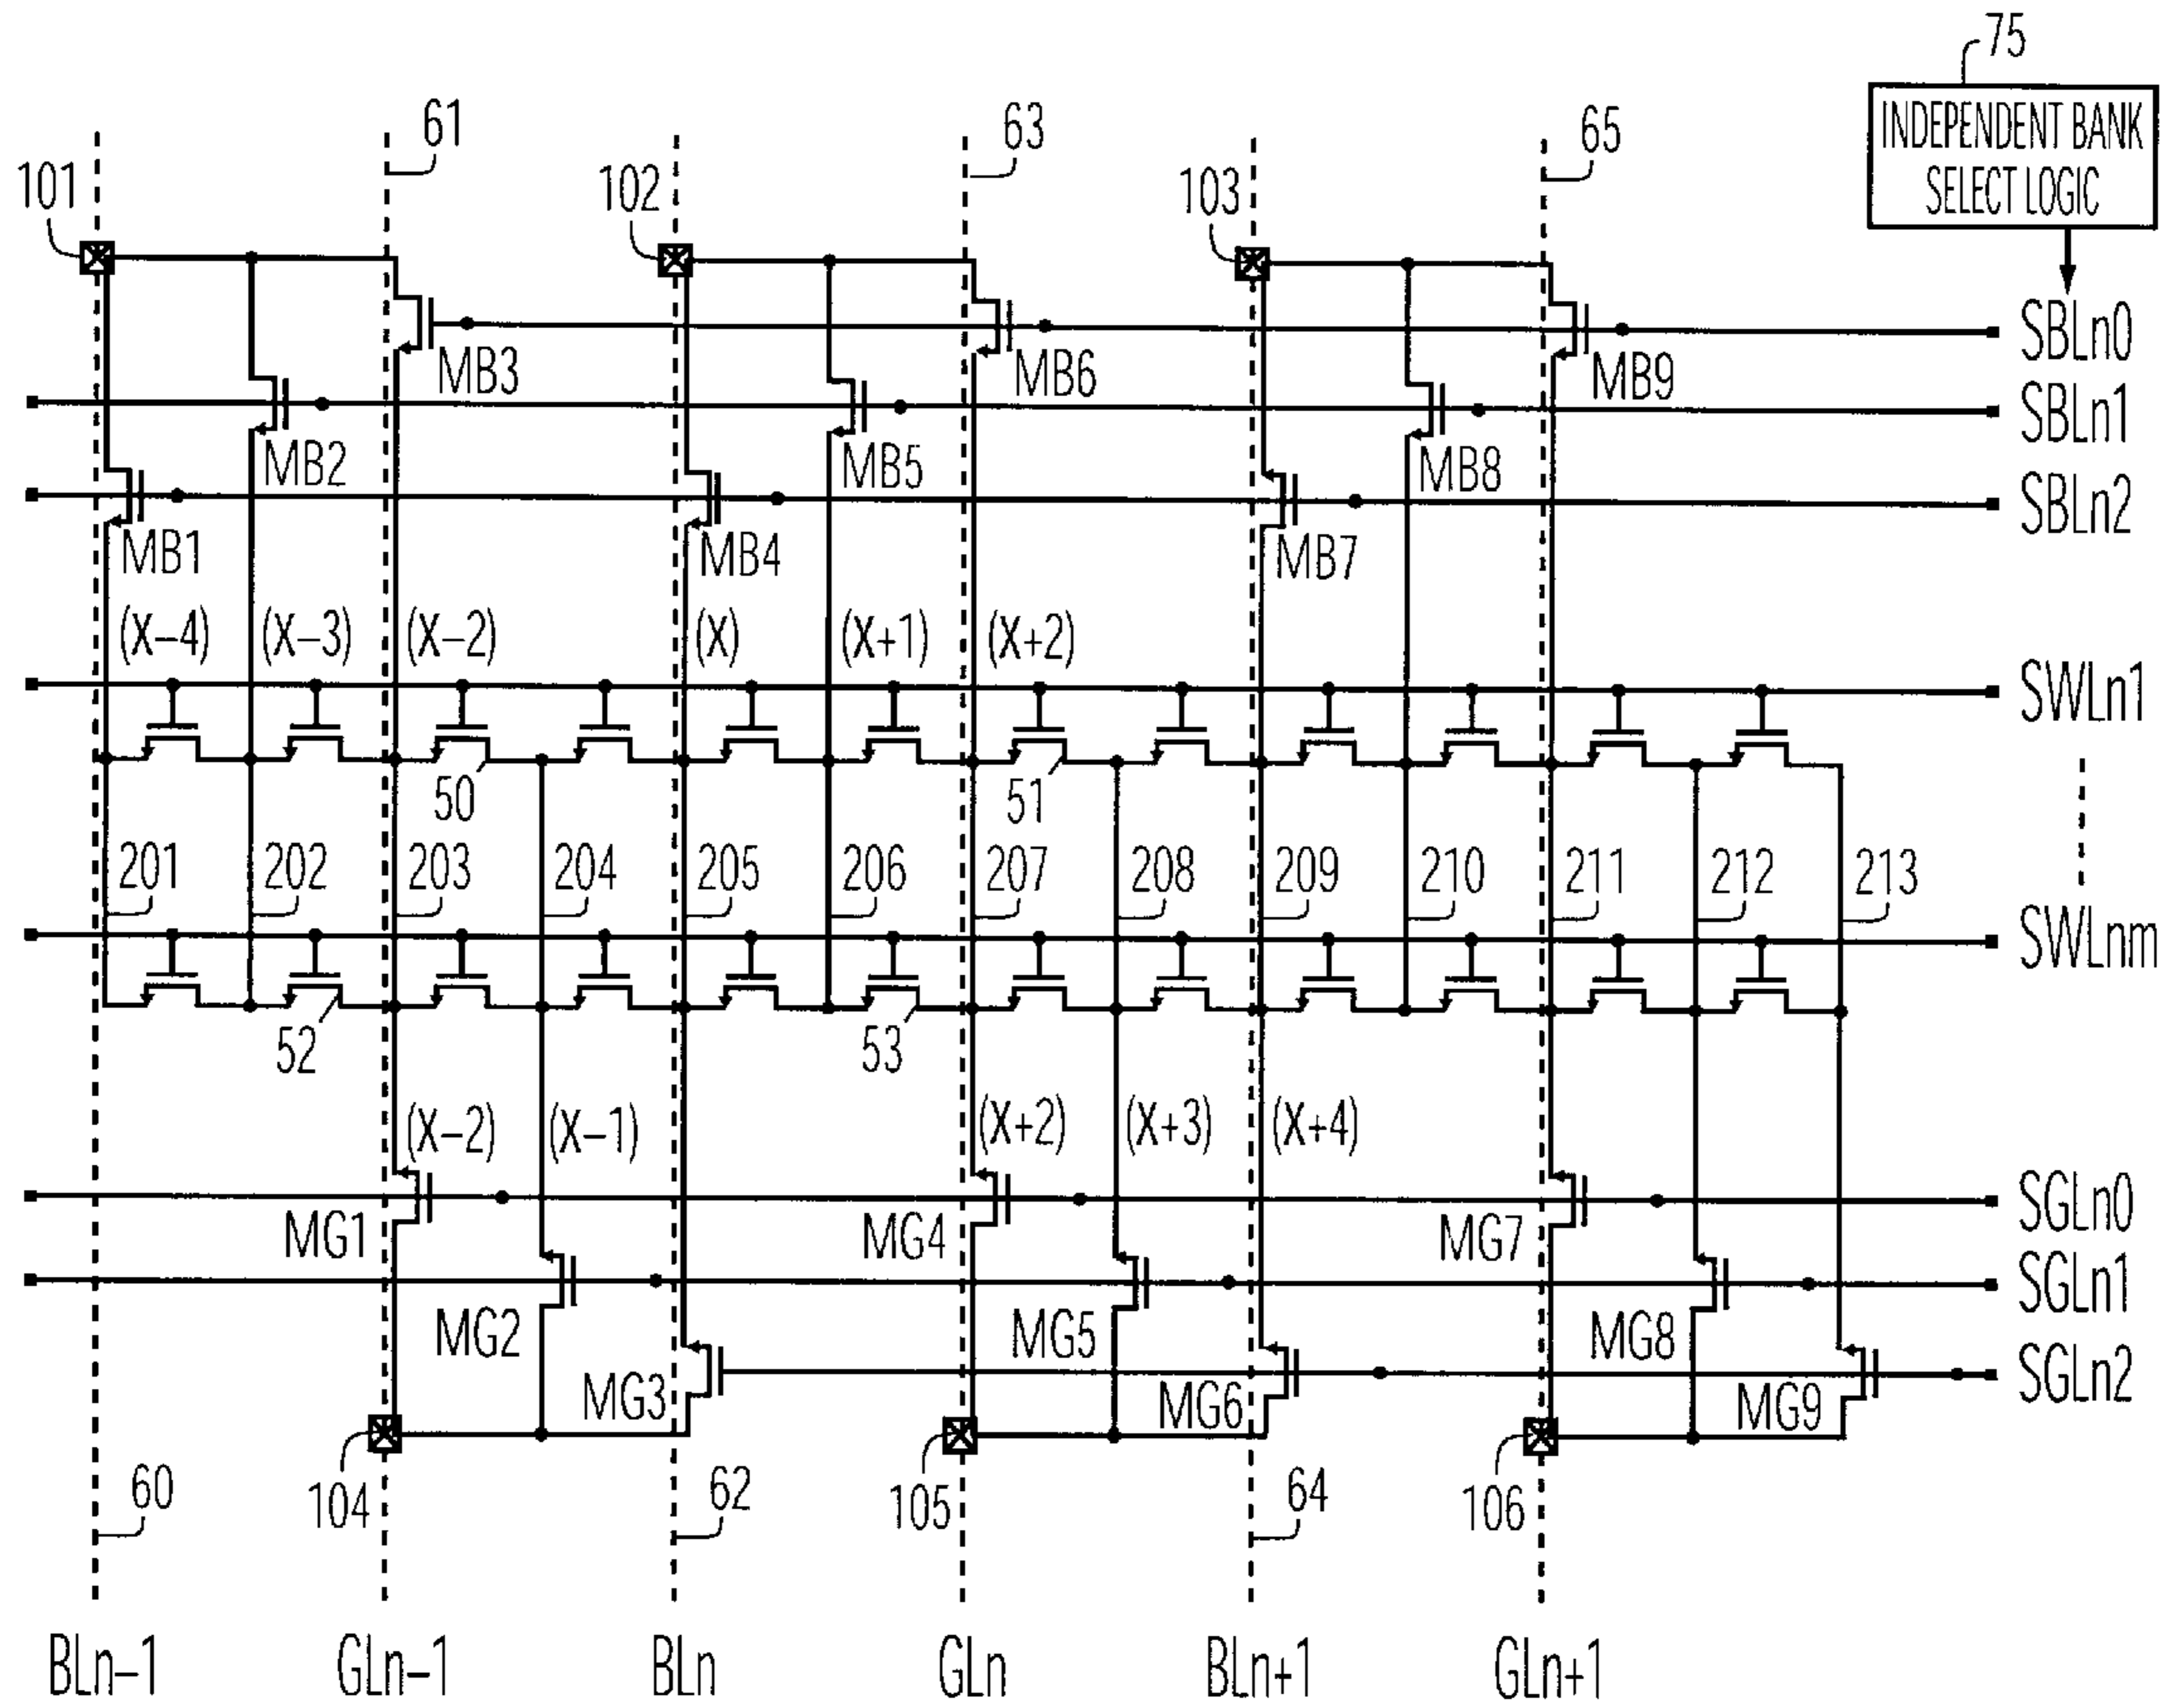 75
INDEPENDENT BANK
SELECT LOGIC
61
63
65
101
102
103
SBLn0
MB3
MB6
MB9
SBLn1
MB2
MB5
MB8
SBLn2
MB1
MB4
MB7
(X−4)
(X−3)
(X−2)
(X)
(X+1)
(X+2)
SWLn1
50
51
201
202
203
204
205
206
207
208
209
210
211
212
213
SWLnm
52
53
(X−2)
(X−1)
(X+2)
(X+3)
(X+4)
SGLn0
MG1
MG4
MG7
SGLn1
MG2
MG5
MG8
SGLn2
MG3
MG6
MG9
104
60
62
105
64
106
BLn−1
GLn−1
BLn
GLn
BLn+1
GLn+1